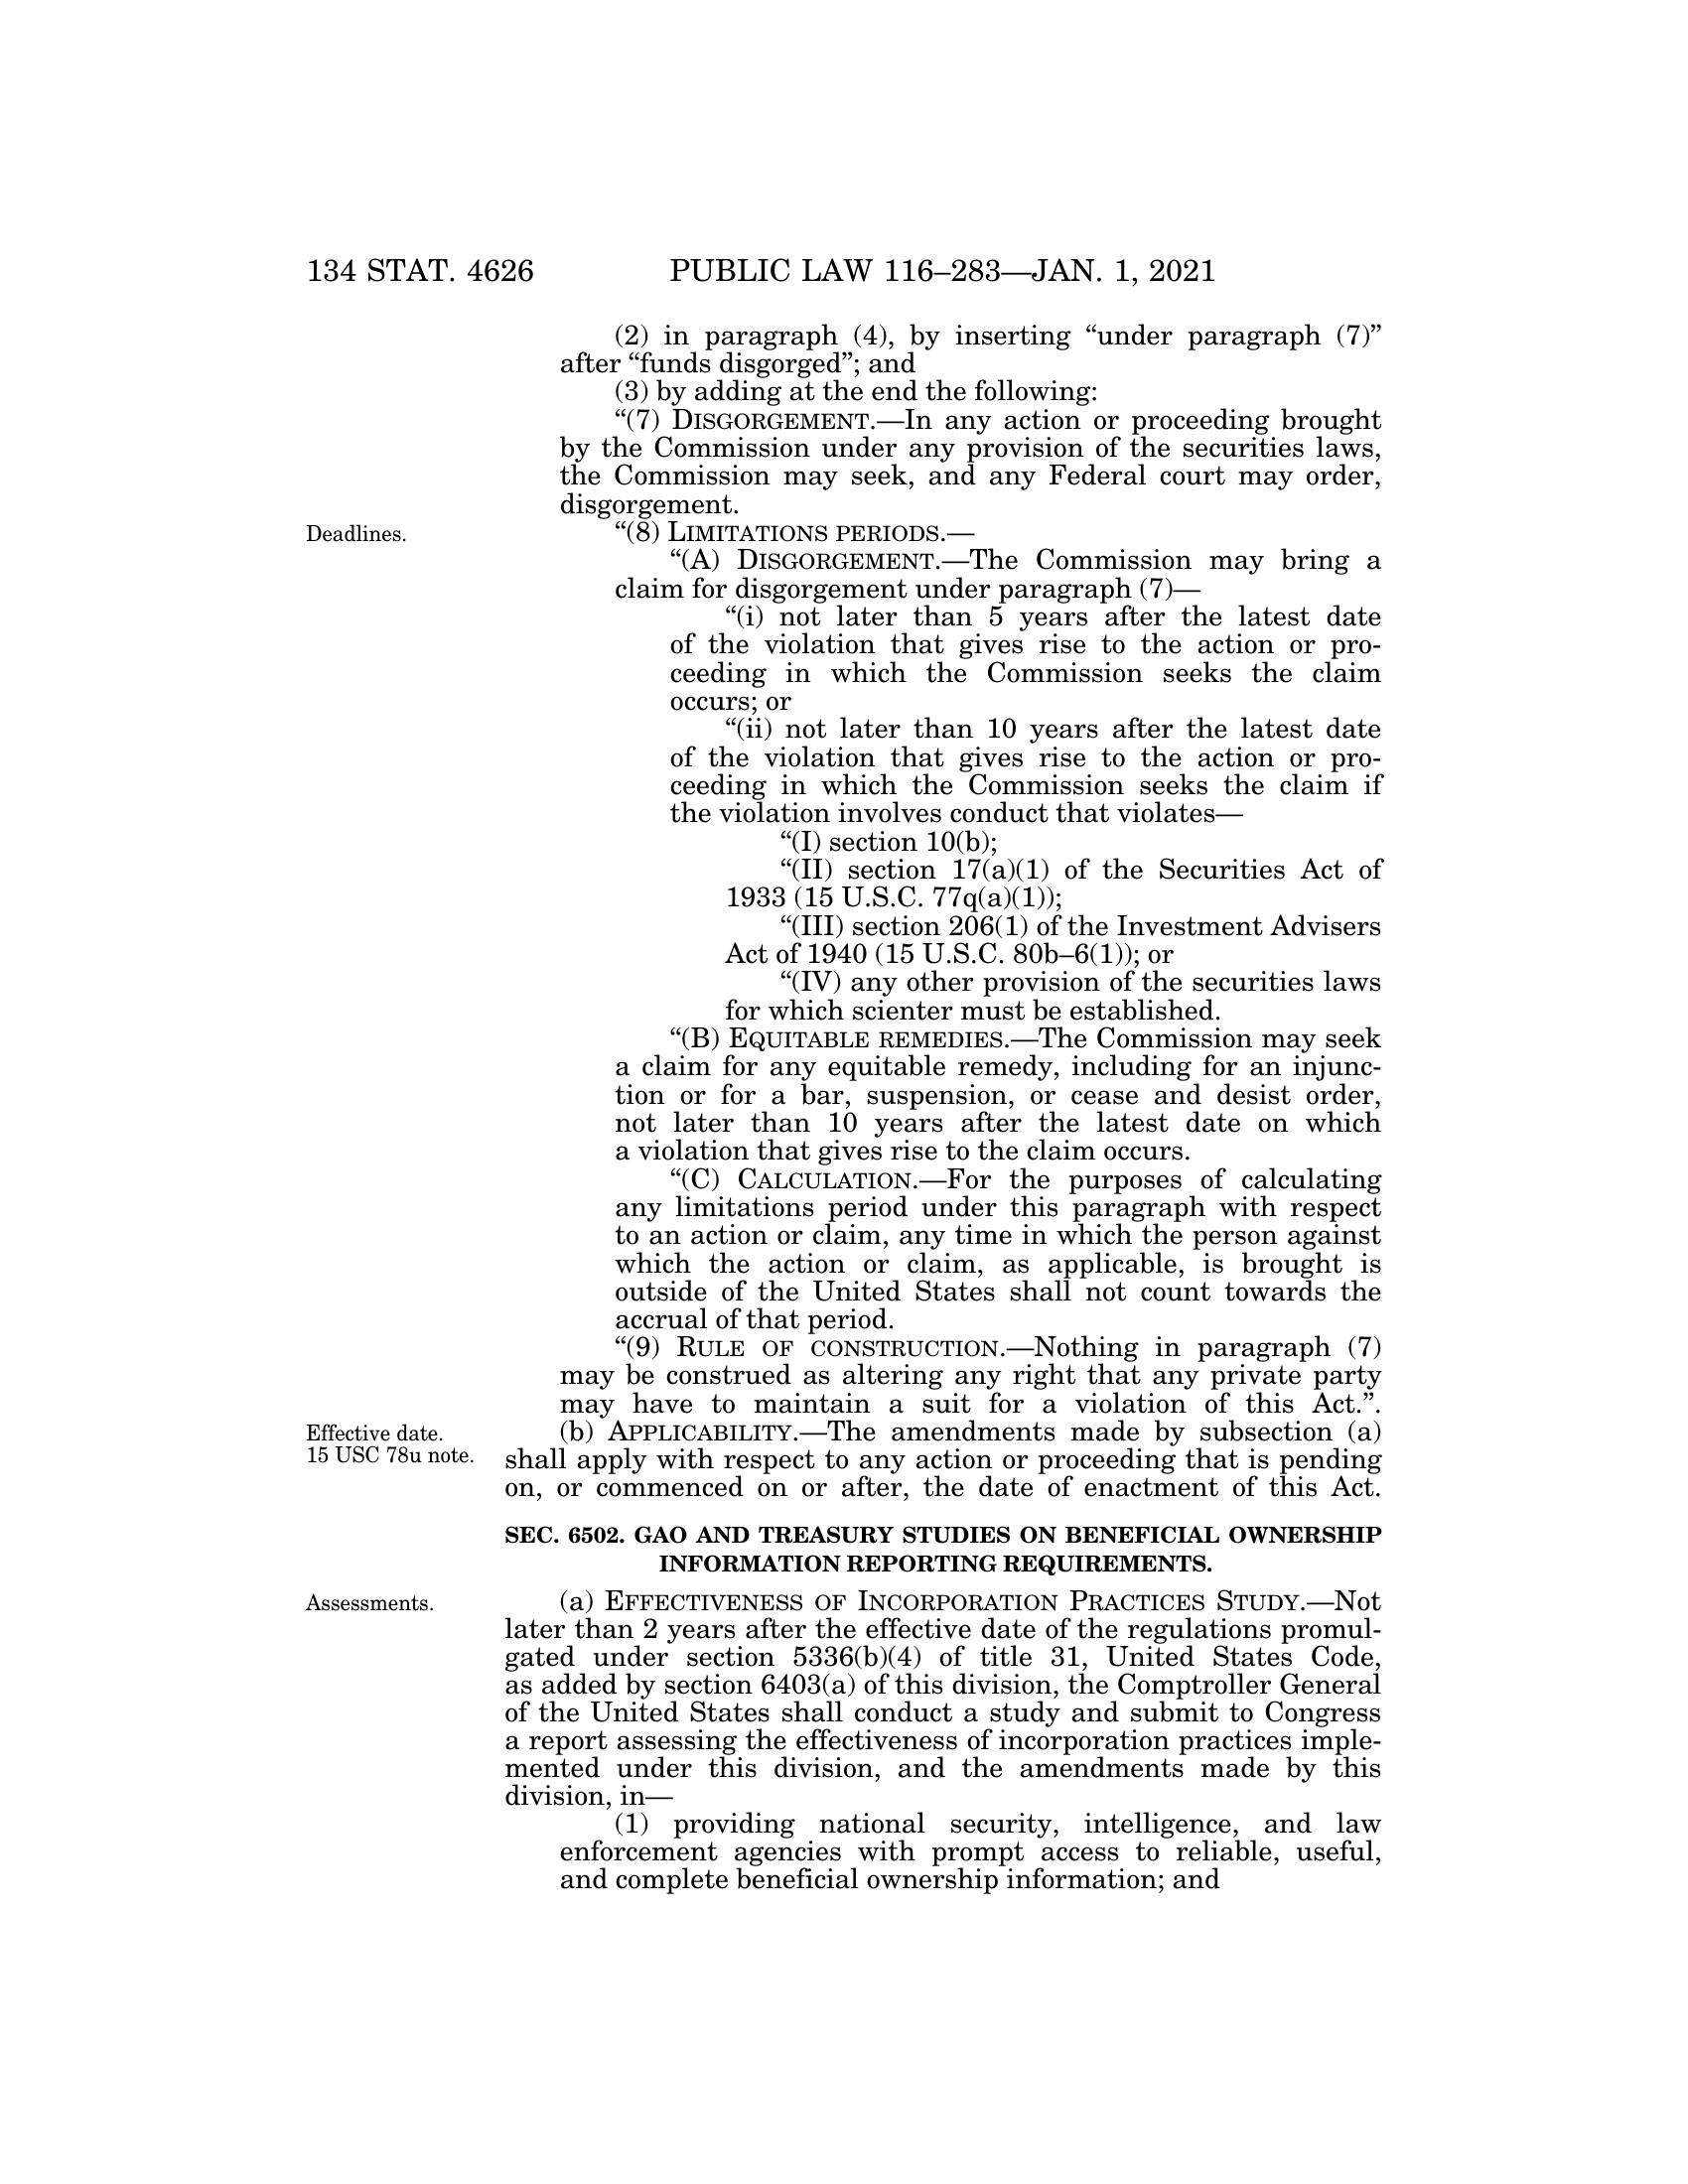 134 STAT. 4626 PUBLIC LAW 116–283—JAN. 1, 2021
(2) in paragraph (4), by inserting “under paragraph (7)”
after “funds disgorged”; and
(3) by adding at the end the following:
“(7) DISGORGEMENT.—In any action or proceeding brought
by the Commission under any provision of the securities laws,
the Commission may seek, and any Federal court may order,
disgorgement.
Deadlines.
“(8) LIMITATIONS PERIODS.—
“(A) DISGORGEMENT.—The Commission may bring a
claim for disgorgement under paragraph (7)—
“(i) not later than 5 years after the latest date
of the violation that gives rise to the action or pro-
ceeding in which the Commission seeks the claim
occurs; or
“(ii) not later than 10 years after the latest date
of the violation that gives rise to the action or pro-
ceeding in which the Commission seeks the claim if
the violation involves conduct that violates—
“(I) section 10(b);
“(II) section 17(a)(1) of the Securities Act of
1933 (15 U.S.C. 77q(a)(1));
“(III) section 206(1) of the Investment Advisers
Act of 1940 (15 U.S.C. 80b–6(1)); or
“(IV) any other provision of the securities laws
for which scienter must be established.
“(B) EQUITABLE REMEDIES.—The Commission may seek
a claim for any equitable remedy, including for an injunc-
tion or for a bar, suspension, or cease and desist order,
not later than 10 years after the latest date on which
a violation that gives rise to the claim occurs.
“(C) CALCULATION.—For the purposes of calculating
any limitations period under this paragraph with respect
to an action or claim, any time in which the person against
which the action or claim, as applicable, is brought is
outside of the United States shall not count towards the
accrual of that period.
“(9) RULE OF CONSTRUCTION.—Nothing in paragraph (7)
may be construed as altering any right that any private party
may have to maintain a suit for a violation of this Act.”.
Effective date.
15 USC 78u note.
(b) APPLICABILITY.—The amendments made by subsection (a)
shall apply with respect to any action or proceeding that is pending
on, or commenced on or after, the date of enactment of this Act.
SEC. 6502. GAO AND TREASURY STUDIES ON BENEFICIAL OWNERSHIP
INFORMATION REPORTING REQUIREMENTS.
Assessments.
(a) EFFECTIVENESS OF INCORPORATION PRACTICES STUDY.—Not
later than 2 years after the effective date of the regulations promul-
gated under section 5336(b)(4) of title 31, United States Code,
as added by section 6403(a) of this division, the Comptroller General
of the United States shall conduct a study and submit to Congress
a report assessing the effectiveness of incorporation practices imple-
mented under this division, and the amendments made by this
division, in—
(1) providing national security, intelligence, and law
enforcement agencies with prompt access to reliable, useful,
and complete beneficial ownership information; and